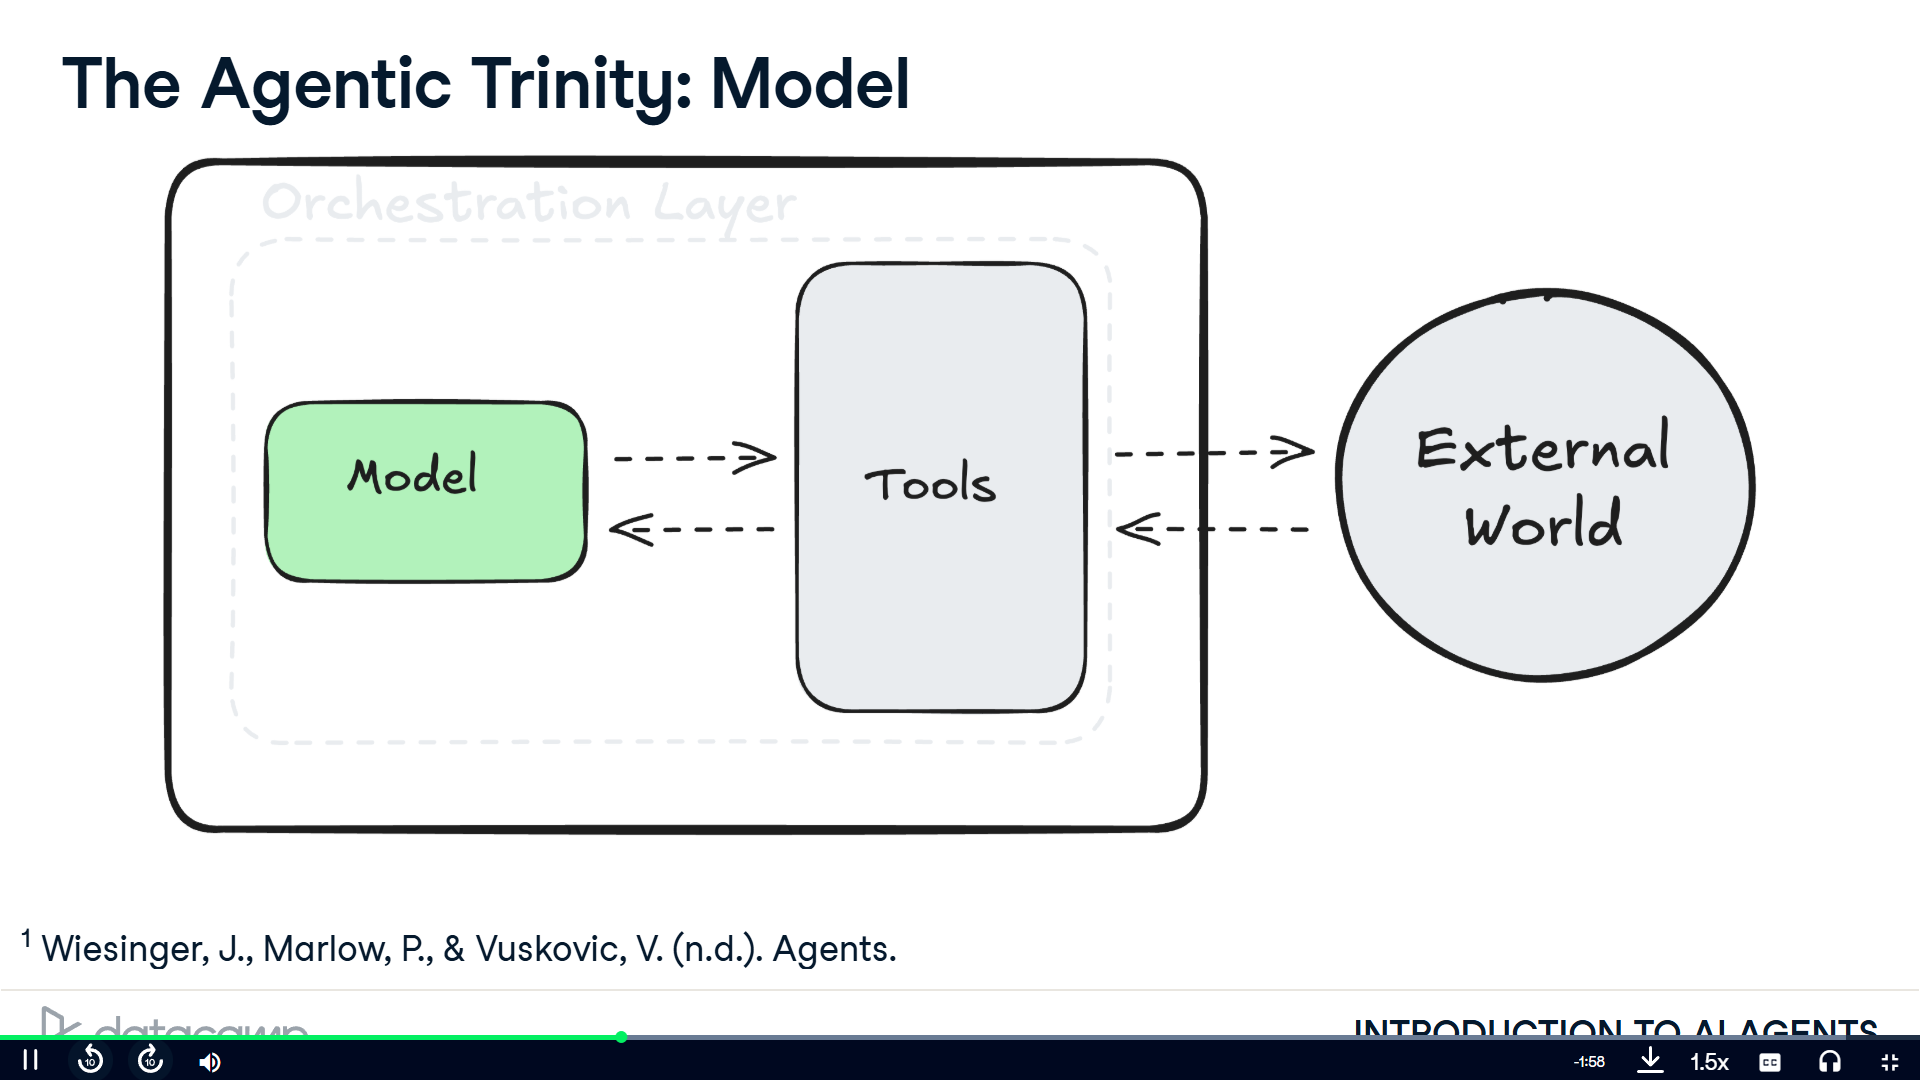 The Agentic Trinity: Model
Orchestration Layer
Model
Tools
External
World
1 Wiesinger, J., Marlow, P., & Vuskovic, V. (n.d.). Agents.
datacamp
INTRODUCTION TO AI AGENTS
10
10
-1:58
1.5x
CC